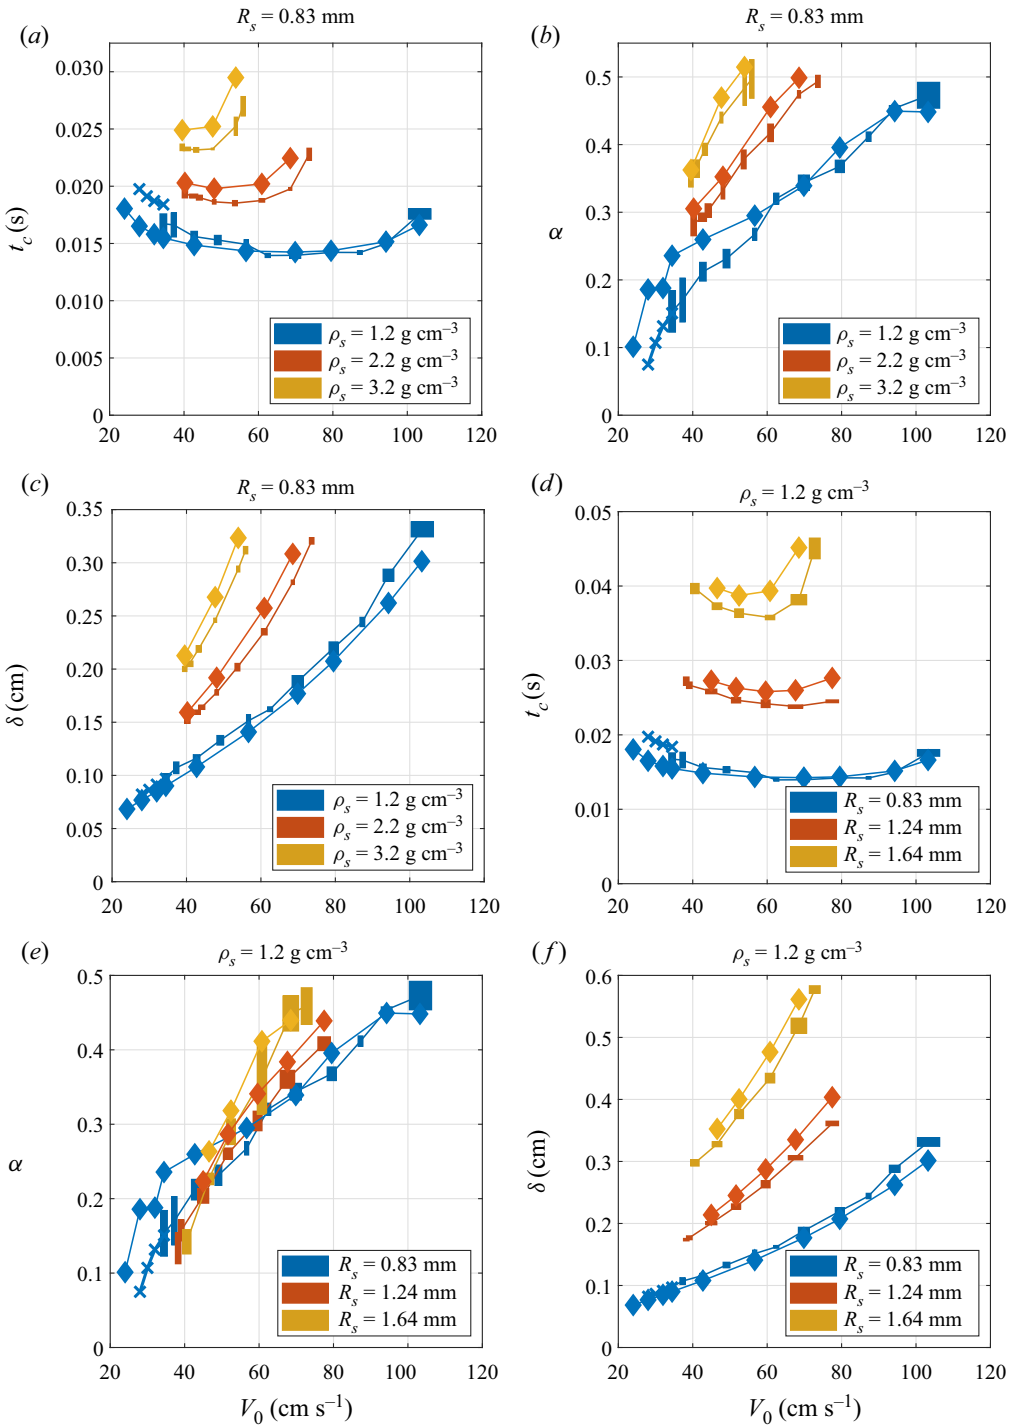 R_s = 0.83 mm
(a)
0.030
0.025
0.020
0.015
0.010
0.005
0
t_c (s)
20 40 60 80 100 120
ρ_s = 1.2 g cm⁻³
ρ_s = 2.2 g cm⁻³
ρ_s = 3.2 g cm⁻³
R_s = 0.83 mm
(b)
0.5
0.4
0.3
0.2
0.1
0
α
20 40 60 80 100 120
ρ_s = 1.2 g cm⁻³
ρ_s = 2.2 g cm⁻³
ρ_s = 3.2 g cm⁻³
(c)
R_s = 0.83 mm
0.35
0.30
0.25
0.20
0.15
0.10
0.05
0
δ (cm)
20 40 60 80 100 120
ρ_s = 1.2 g cm⁻³
ρ_s = 2.2 g cm⁻³
ρ_s = 3.2 g cm⁻³
(d)
ρ_s = 1.2 g cm⁻³
0.05
0.04
0.03
0.02
0.01
0
t_c (s)
20 40 60 80 100 120
R_s = 0.83 mm
R_s = 1.24 mm
R_s = 1.64 mm
(e)
ρ_s = 1.2 g cm⁻³
0.5
0.4
0.3
0.2
0.1
0
α
20 40 60 80 100 120
V_0 (cm s⁻¹)
R_s = 0.83 mm
R_s = 1.24 mm
R_s = 1.64 mm
(f)
ρ_s = 1.2 g cm⁻³
0.6
0.5
0.4
0.3
0.2
0.1
0
δ (cm)
20 40 60 80 100 120
V_0 (cm s⁻¹)
R_s = 0.83 mm
R_s = 1.24 mm
R_s = 1.64 mm